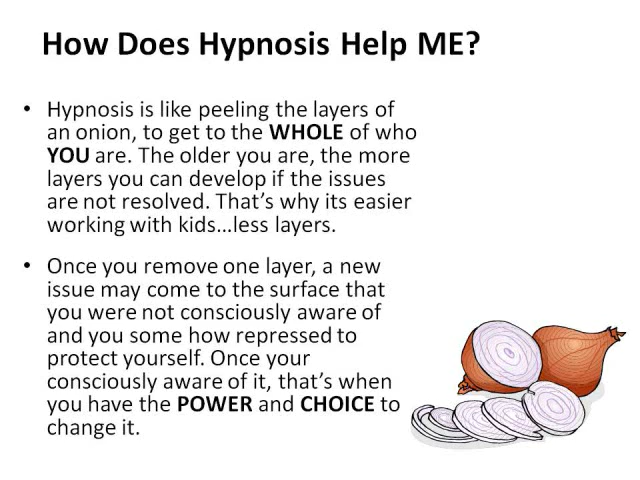 How Does Hypnosis Help ME?
• Hypnosis is like peeling the layers of
an onion, to get to the WHOLE of who
YOU are. The older you are, the more
layers you can develop if the issues
are not resolved. That’s why its easier
working with kids…less layers.
• Once you remove one layer, a new
issue may come to the surface that
you were not consciously aware of
and you some how repressed to
protect yourself. Once your
consciously aware of it, that’s when
you have the POWER and CHOICE to
change it.